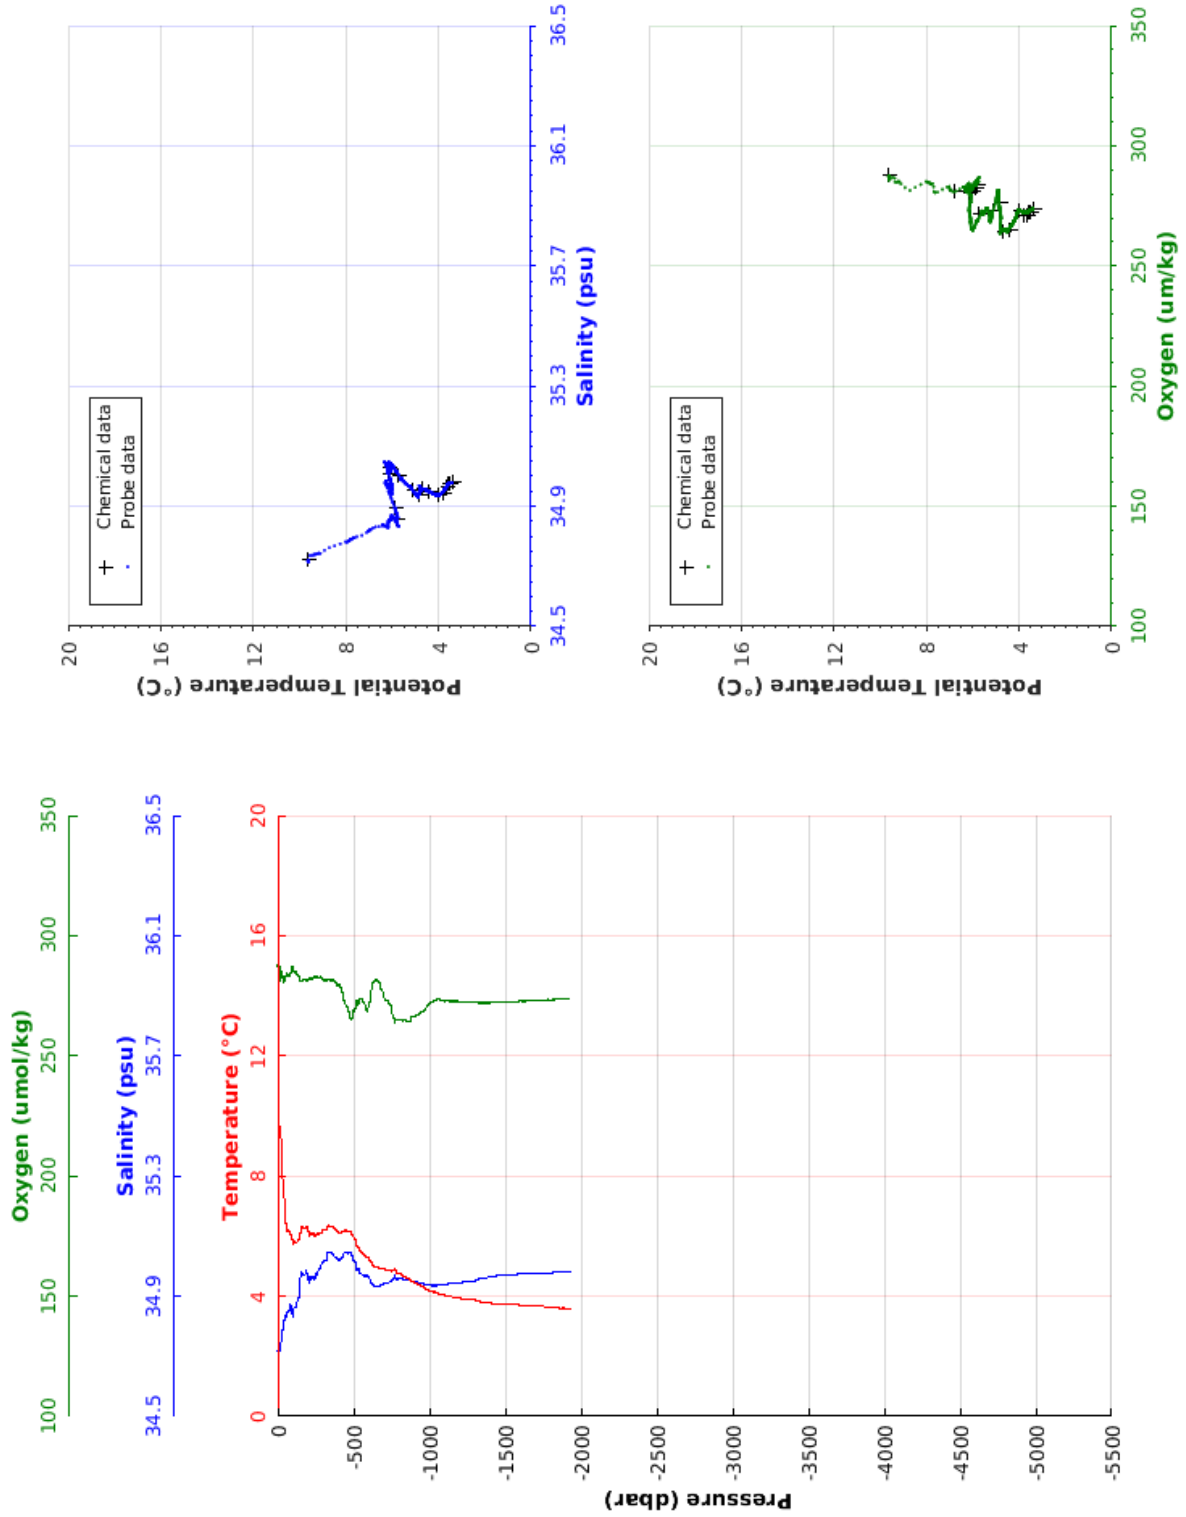 Oxygen (umol/kg)
100 150 200 250 300 350
Salinity (psu)
34.5 34.9 35.3 35.7 36.1 36.5
Temperature (°C)
0 4 8 12 16 20
Pressure (dbar)
0
-500
-1000
-1500
-2000
-2500
-3000
-3500
-4000
-4500
-5000
-5500
Potential Temperature (°C)
20
16
12
8
4
0
Chemical data
Probe data
34.5 34.9 35.3 35.7 36.1 36.5
Salinity (psu)
Potential Temperature (°C)
20
16
12
8
4
0
Chemical data
Probe data
100 150 200 250 300 350
Oxygen (um/kg)